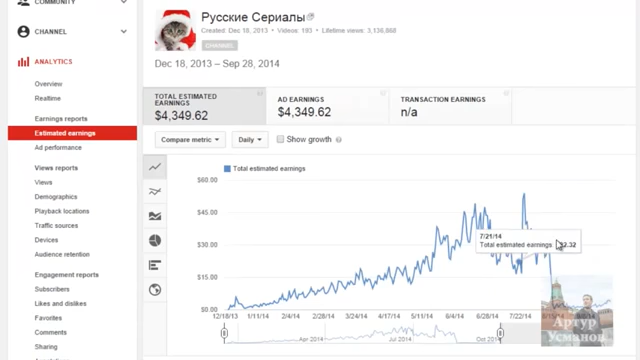 COMMUNITY
CHANNEL
ANALYTICS
Overview
Realtime
Earnings reports
Estimated earnings
Ad performance
Views reports
Views
Demographics
Playback locations
Traffic sources
Devices
Audience retention
Engagement reports
Subscribers
Likes and dislikes
Favorites
Comments
Sharing
Русские Сериалы
Created: Dec 18, 2013 • Videos: 193 • Lifetime views: 3,136,868
CHANNEL
Dec 18, 2013 – Sep 28, 2014
TOTAL ESTIMATED
EARNINGS
$4,349.62
AD EARNINGS
$4,349.62
TRANSACTION EARNINGS
n/a
Compare metric
Daily
Show growth
Total estimated earnings
$60.00
$45.00
$30.00
$15.00
$0.00
7/21/14
Total estimated earnings
12/18/13 1/11/14 2/4/14 2/28/14 3/24/14 4/17/14 5/11/14 6/4/14 6/28/14 7/22/14
Apr 2014 Jul 2014 Oct 2014
Артур
Усманов